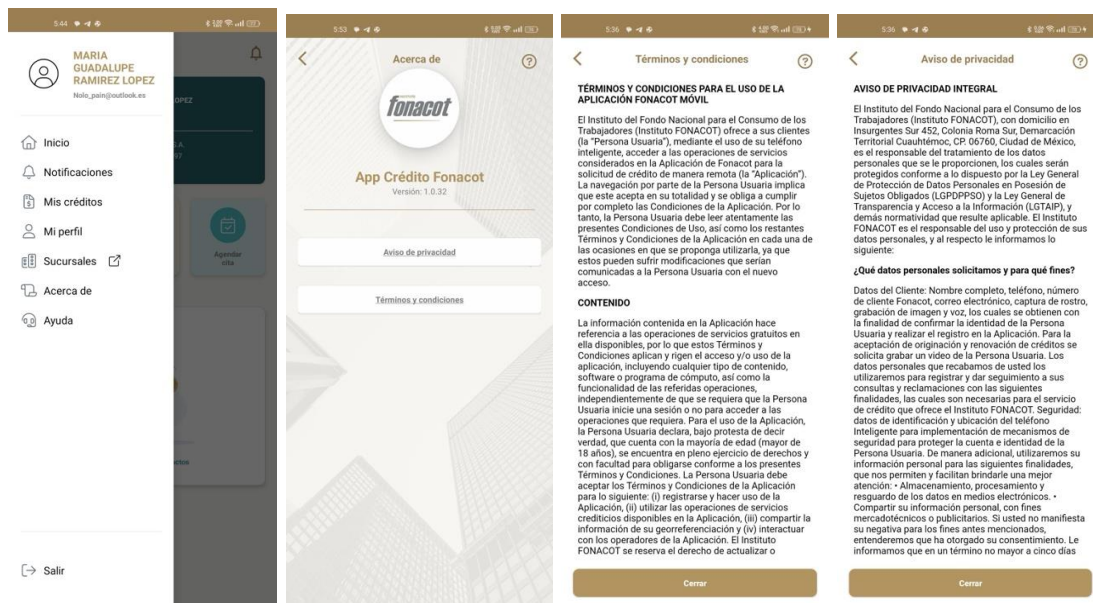 5:44
MARIA
GUADALUPE
RAMIREZ LOPEZ
Nolo_pain@outlook.es
Inicio
Notificaciones
Mis créditos
Mi perfil
Sucursales
Acerca de
Ayuda
Salir
OPEZ
S.A
97
Agendar
cita
5:53
Acerca de
fonacot
App Crédito Fonacot
Versión: 1.0.32
Aviso de privacidad
Términos y condiciones
5:36
Términos y condiciones
TÉRMINOS Y CONDICIONES PARA EL USO DE LA
APLICACIÓN FONACOT MÓVIL
El Instituto del Fondo Nacional para el Consumo de los
Trabajadores (Instituto FONACOT) ofrece a sus clientes
(la "Persona Usuaria"), mediante el uso de su teléfono
inteligente, acceder a las operaciones de servicios
considerados en la Aplicación de Fonacot para la
solicitud de crédito de manera remota (la "Aplicación").
La navegación por parte de la Persona Usuaria implica
que este acepta en su totalidad y se obliga a cumplir
por completo las Condiciones de la Aplicación. Por lo
tanto, la Persona Usuaria debe leer atentamente las
presentes Condiciones de Uso, así como los restantes
Términos y Condiciones de la Aplicación en cada una de
las ocasiones en que se proponga utilizarla, ya que
estos pueden sufrir modificaciones que serían
comunicadas a la Persona Usuaria con el nuevo
acceso.
CONTENIDO
La información contenida en la Aplicación hace
referencia a las operaciones de servicios gratuitos en
ella disponibles, por lo que estos Términos y
Condiciones aplican y rigen el acceso y/o uso de la
aplicación, incluyendo cualquier tipo de contenido,
software o programa de cómputo, así como la
funcionalidad de las referidas operaciones,
independientemente de que se requiera que la Persona
Usuaria inicie una sesión o no para acceder a las
operaciones que requiera. Para el uso de la Aplicación,
la Persona Usuaria declara, bajo protesta de decir
verdad, que cuenta con la mayoría de edad (mayor de
18 años), se encuentra en pleno ejercicio de derechos y
con facultad para obligarse conforme a los presentes
Términos y Condiciones. La Persona Usuaria debe
aceptar los Términos y Condiciones de la Aplicación
para lo siguiente: (i) registrarse y hacer uso de la
Aplicación, (ii) utilizar las operaciones de servicios
crediticios disponibles en la Aplicación, (iii) compartir la
información de su georreferenciación y (iv) interactuar
con los operadores de la Aplicación. El Instituto
FONACOT se reserva el derecho de actualizar o
Cerrar
5:36
Aviso de privacidad
AVISO DE PRIVACIDAD INTEGRAL
El Instituto del Fondo Nacional para el Consumo de los
Trabajadores (Instituto FONACOT), con domicilio en
Insurgentes Sur 452, Colonia Roma Sur, Demarcación
Territorial Cuauhtémoc, CP. 06760, Ciudad de México,
es el responsable del tratamiento de los datos
personales que se le proporcionen, los cuales serán
protegidos conforme a lo dispuesto por la Ley General
de Protección de Datos Personales en Posesión de
Sujetos Obligados (LGPDPPSO) y la Ley General de
Transparencia y Acceso a la Información (LGTAIP), y
demás normatividad que resulte aplicable. El Instituto
FONACOT es el responsable del uso y protección de sus
datos personales, y al respecto le informamos lo
siguiente:
¿Qué datos personales solicitamos y para qué fines?
Datos del Cliente: Nombre completo, teléfono, número
de cliente Fonacot, correo electrónico, captura de rostro,
grabación de imagen y voz, los cuales se obtienen con
la finalidad de confirmar la identidad de la Persona
Usuaria y realizar el registro en la Aplicación. Para la
aceptación de originación y renovación de créditos se
solicita grabar un video de la Persona Usuaria. Los
datos personales que recabamos de usted los
utilizaremos para registrar y dar seguimiento a sus
consultas y reclamaciones con las siguientes
finalidades, las cuales son necesarias para el servicio
de crédito que ofrece el Instituto FONACOT. Seguridad:
datos de identificación y ubicación del teléfono
Inteligente para implementación de mecanismos de
seguridad para proteger la cuenta e identidad de la
Persona Usuaria. De manera adicional, utilizaremos su
información personal para las siguientes finalidades,
que nos permiten y facilitan brindarle una mejor
atención: • Almacenamiento, procesamiento y
resguardo de los datos en medios electrónicos. •
Compartir su información personal, con fines
mercadotécnicos o publicitarios. Si usted no manifiesta
su negativa para los fines antes mencionados,
entenderemos que ha otorgado su consentimiento. Le
informamos que en un término no mayor a cinco días
Cerrar